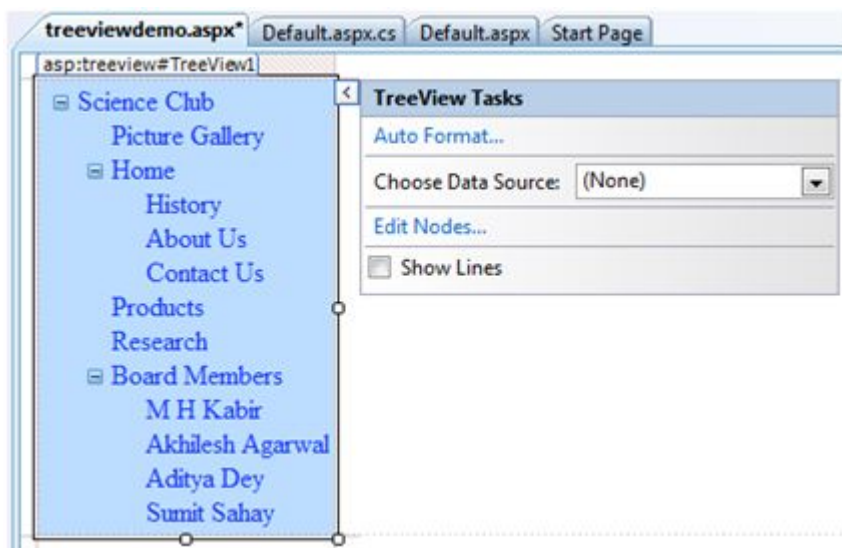 treeviewdemo.aspx* Default.aspx.cs Default.aspx Start Page
asp:treeview#TreeView1
Science Club
Picture Gallery
Home
History
About Us
Contact Us
Products
Research
Board Members
M H Kabir
Akhilesh Agarwal
Aditya Dey
Sumit Sahay
TreeView Tasks
Auto Format...
Choose Data Source: (None)
Edit Nodes...
Show Lines